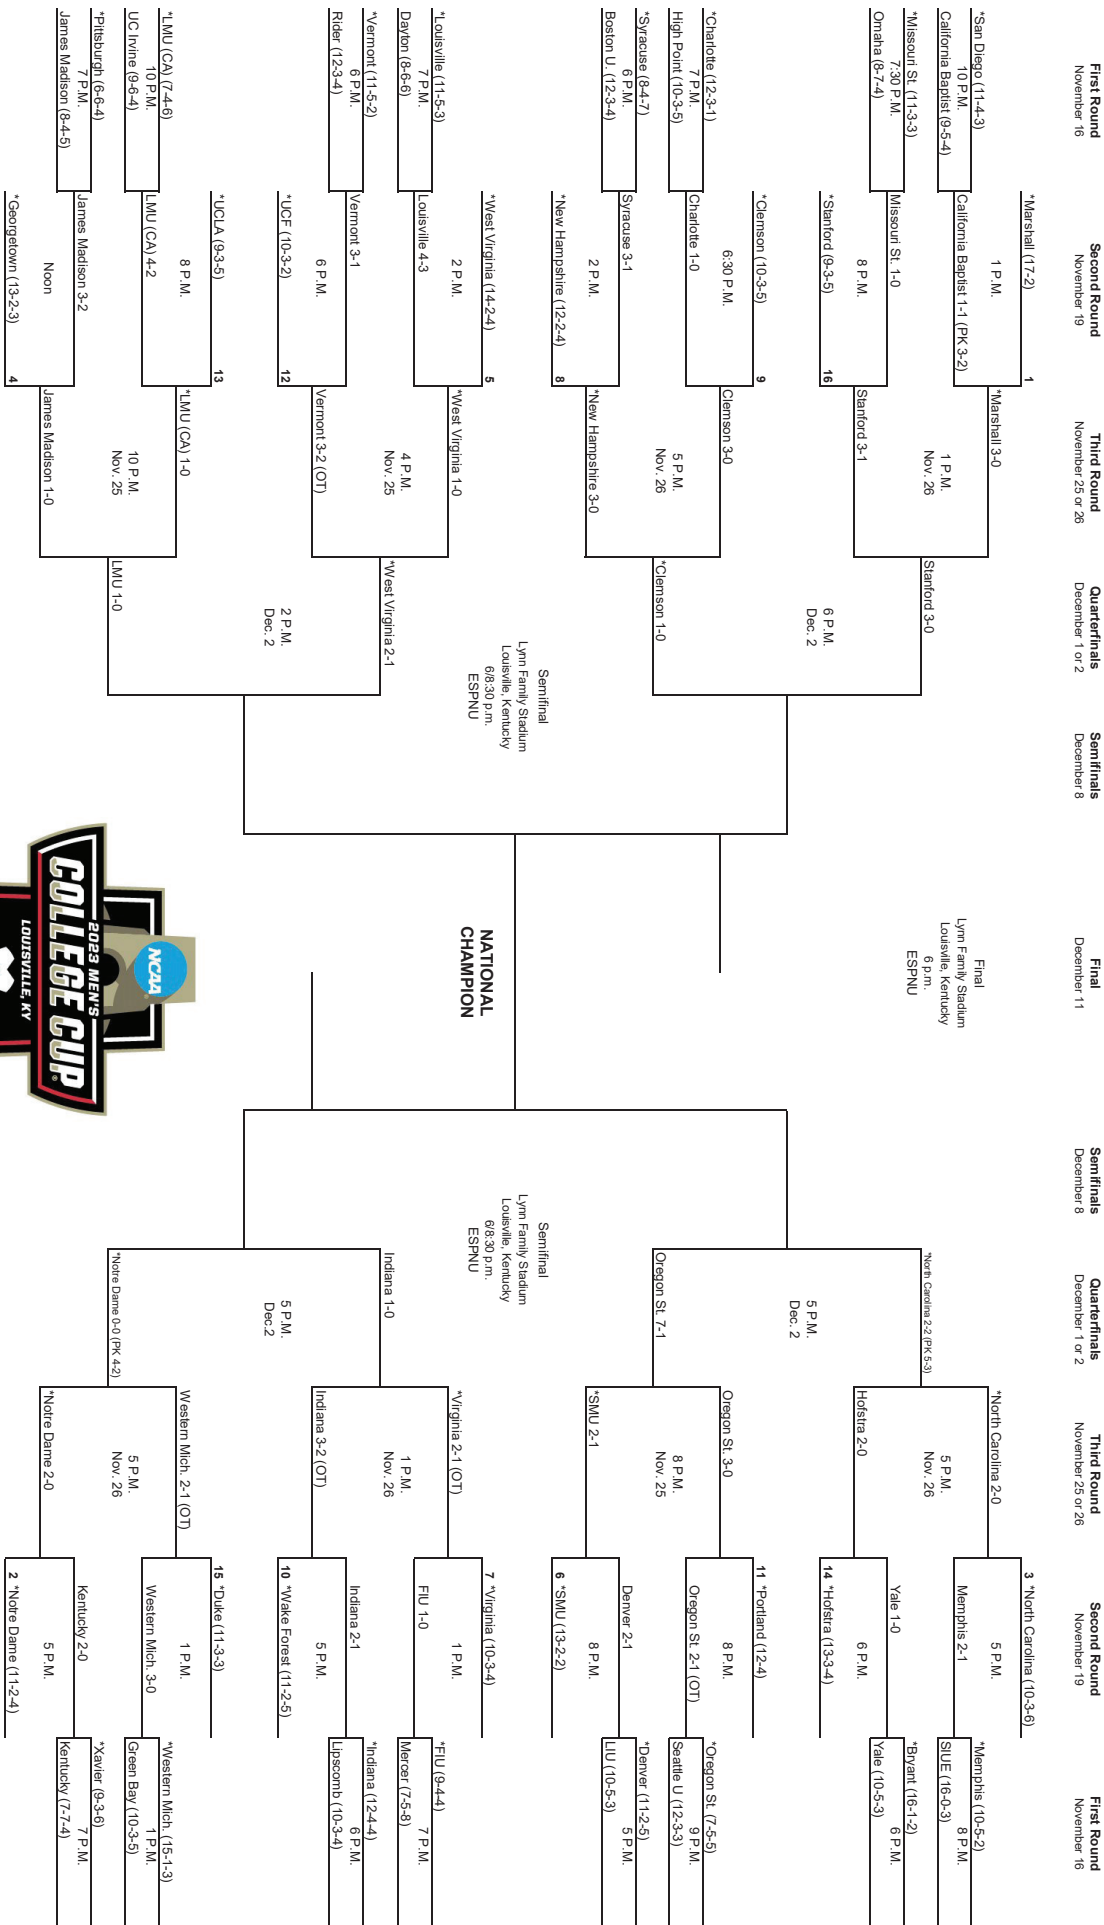 First Round
November 16
Second Round
November 19
Third Round
November 25 or 26
Quarterfinals
December 1 or 2
Semifinals
December 8
Final
December 11
Semifinals
December 8
Quarterfinals
December 1 or 2
Third Round
November 25 or 26
Second Round
November 19
First Round
November 16
*San Diego (11-4-3)
10 P.M.
California Baptist (9-5-4)
*Missouri St. (11-3-3)
7:30 P.M.
Omaha (8-7-4)
*Charlotte (12-3-1)
7 P.M.
High Point (10-3-5)
*Syracuse (8-4-7)
6 P.M.
Boston U. (12-3-4)
*Louisville (11-5-3)
7 P.M.
Dayton (8-6-6)
*Vermont (11-5-2)
6 P.M.
Rider (12-3-4)
*LMU (CA) (7-4-6)
10 P.M.
UC Irvine (9-6-4)
*Pittsburgh (6-6-4)
7 P.M.
James Madison (8-4-5)
*Marshall (17-2)
1
1 P.M.
California Baptist 1-1 (PK 3-2)
Missouri St. 1-0
8 P.M.
*Stanford (9-3-5)
16
*Clemson (10-3-5)
9
6:30 P.M.
Charlotte 1-0
Syracuse 3-1
2 P.M.
*New Hampshire (12-2-4)
8
*West Virginia (14-2-4)
5
2 P.M.
Louisville 4-3
Vermont 3-1
6 P.M.
*UCF (10-3-2)
12
*UCLA (9-3-5)
13
8 P.M.
LMU (CA) 4-2
James Madison 3-2
Noon
*Georgetown (13-2-3)
4
*Marshall 3-0
1 P.M.
Nov. 26
Stanford 3-1
Clemson 3-0
5 P.M.
Nov. 26
*New Hampshire 3-0
*West Virginia 1-0
4 P.M.
Nov. 25
Vermont 3-2 (OT)
*LMU (CA) 1-0
10 P.M.
Nov. 25
James Madison 1-0
Stanford 3-0
6 P.M.
Dec. 2
*Clemson 1-0
*West Virginia 2-1
2 P.M.
Dec. 2
LMU 1-0
Semifinal
Lynn Family Stadium
Louisville, Kentucky
6/8:30 p.m.
ESPNU
Final
Lynn Family Stadium
Louisville, Kentucky
6 p.m.
ESPNU
NATIONAL
CHAMPION
NCAA
2023 MEN'S
COLLEGE CUP®
LOUISVILLE, KY
Semifinal
Lynn Family Stadium
Louisville, Kentucky
6/8:30 p.m.
ESPNU
*North Carolina 2-2 (PK 5-3)
5 P.M.
Dec. 2
Oregon St. 7-1
Indiana 1-0
5 P.M.
Dec.2
*Notre Dame 0-0 (PK 4-2)
*North Carolina 2-0
5 P.M.
Nov. 26
Hofstra 2-0
Oregon St. 3-0
8 P.M.
Nov. 25
*SMU 2-1
*Virginia 2-1 (OT)
1 P.M.
Nov. 26
Indiana 3-2 (OT)
Western Mich. 2-1 (OT)
5 P.M.
Nov. 26
*Notre Dame 2-0
3 *North Carolina (10-3-6)
5 P.M.
Memphis 2-1
Yale 1-0
6 P.M.
14 *Hofstra (13-3-4)
11 *Portland (12-4)
8 P.M.
Oregon St. 2-1 (OT)
Denver 2-1
8 P.M.
6 *SMU (13-2-2)
7 *Virginia (10-3-4)
1 P.M.
FIU 1-0
Indiana 2-1
5 P.M.
10 *Wake Forest (11-2-5)
15 *Duke (11-3-3)
1 P.M.
Western Mich. 3-0
Kentucky 2-0
5 P.M.
2 *Notre Dame (11-2-4)
*Memphis (10-5-2)
8 P.M.
SIUE (16-0-3)
*Bryant (16-1-2)
6 P.M.
Yale (10-5-3)
*Oregon St. (7-5-5)
9 P.M.
Seattle U (12-3-3)
*Denver (11-2-5)
5 P.M.
LIU (10-5-3)
*FIU (9-4-4)
7 P.M.
Mercer (7-5-8)
*Indiana (12-4-4)
6 P.M.
Lipscomb (10-3-4)
*Western Mich. (15-1-3)
1 P.M.
Green Bay (10-3-5)
*Xavier (9-3-6)
7 P.M.
Kentucky (7-7-4)